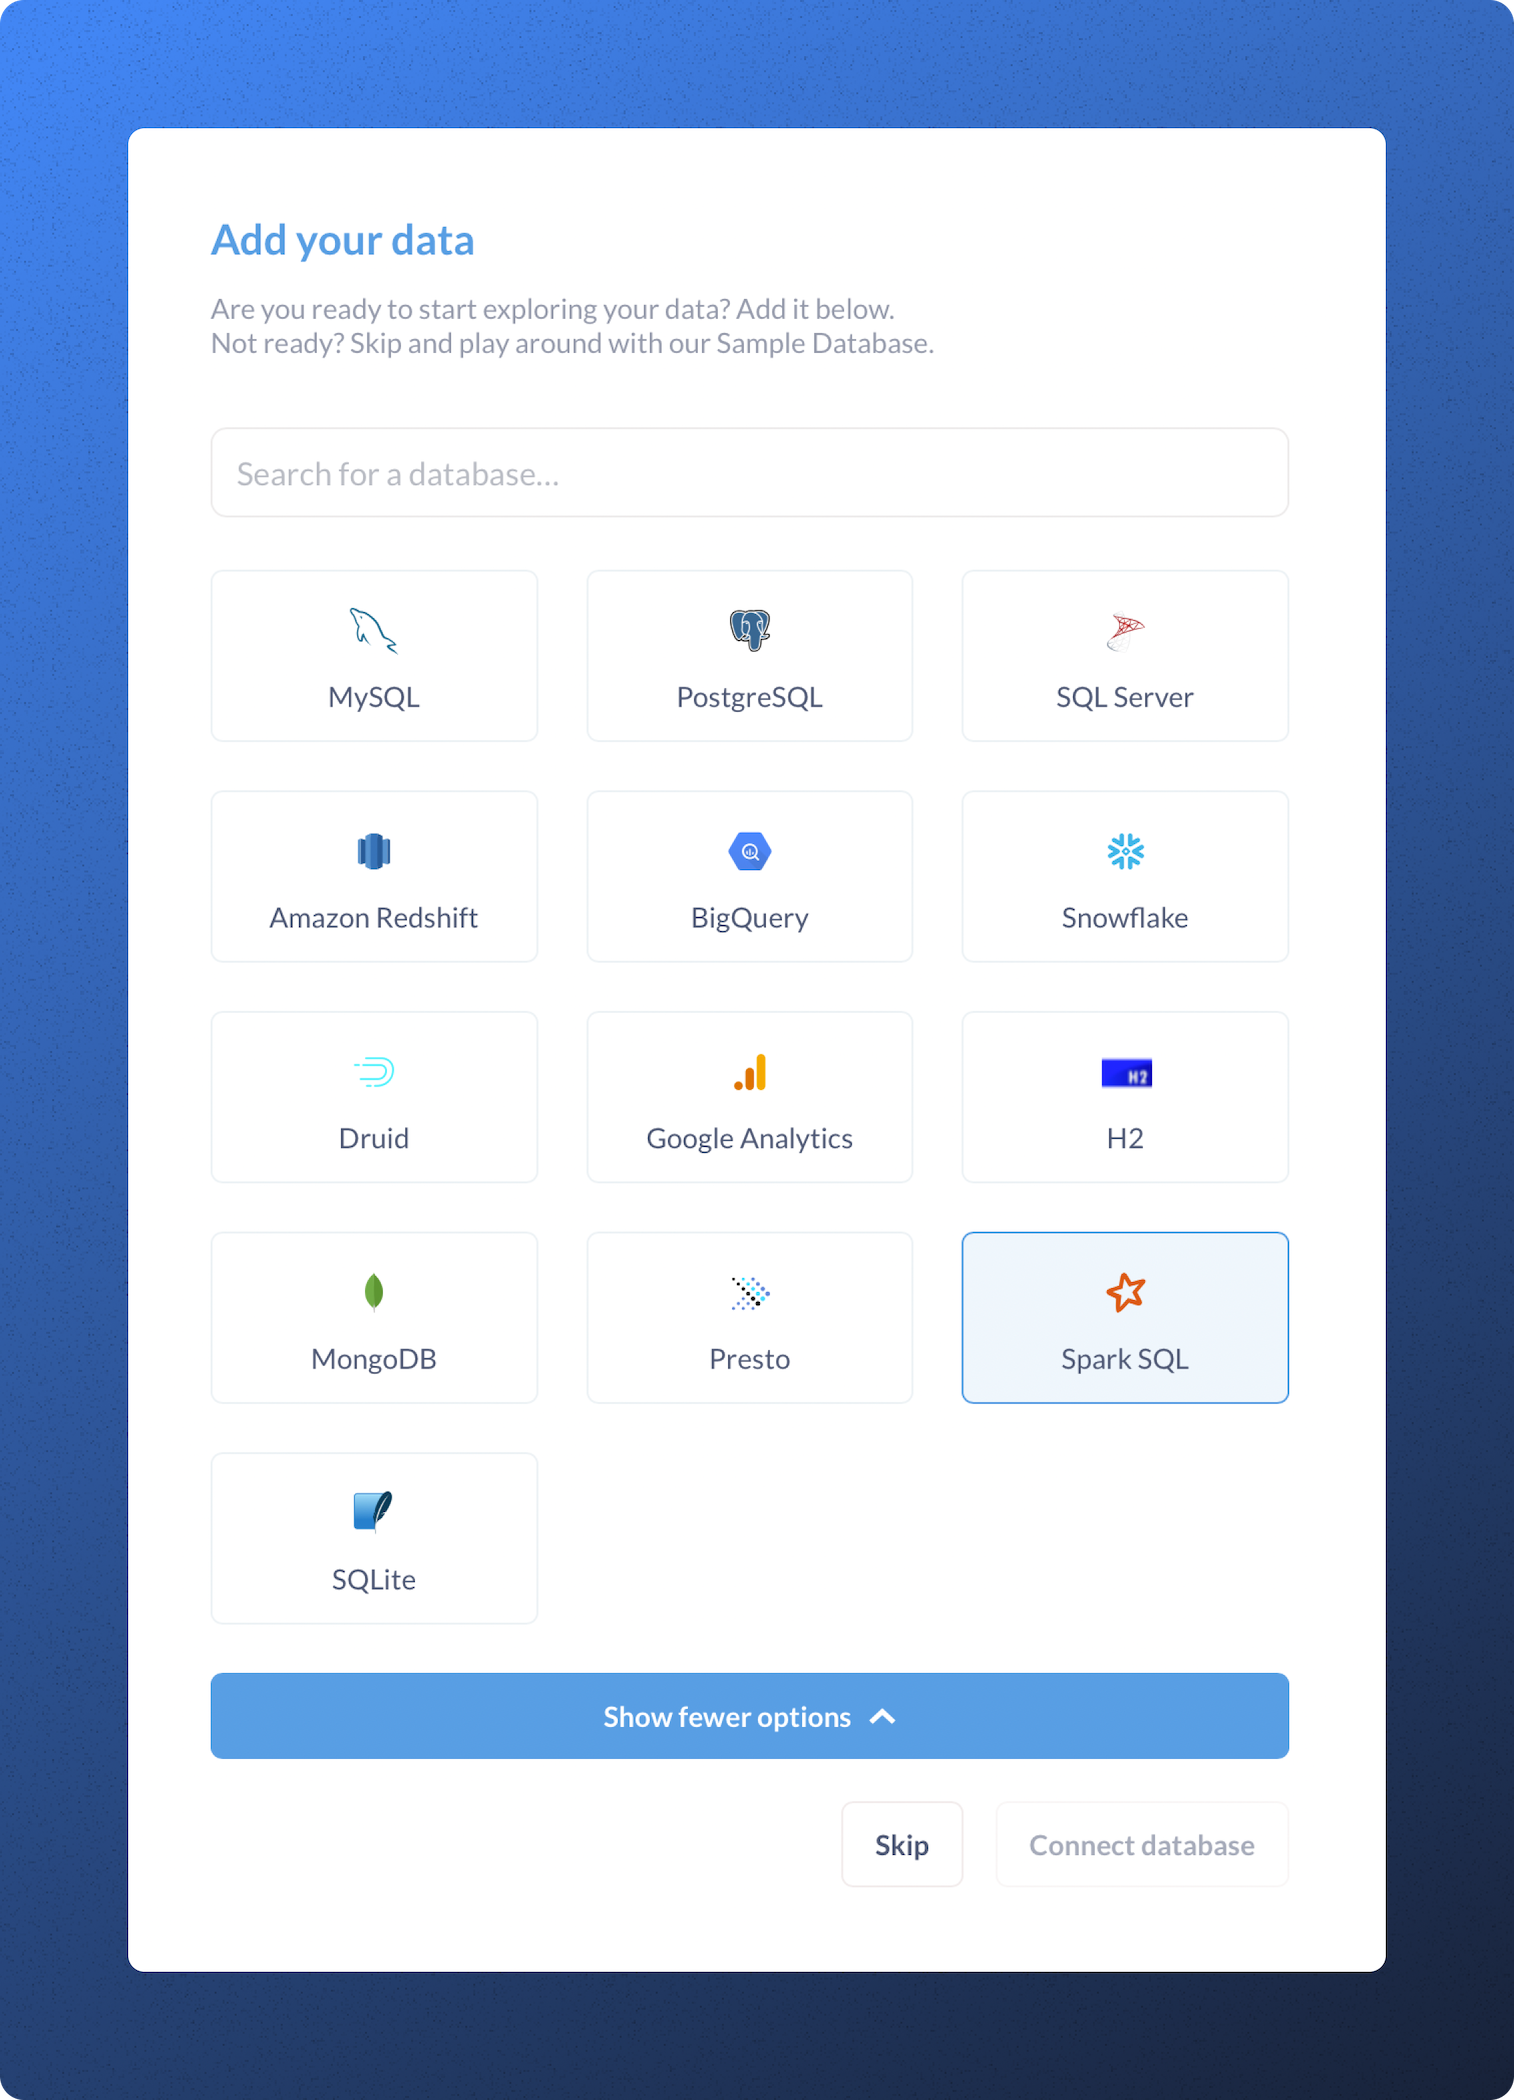 Add your data
Are you ready to start exploring your data? Add it below.
Not ready? Skip and play around with our Sample Database.
Search for a database...
MySQL
PostgreSQL
SQL Server
Amazon Redshift
BigQuery
Snowflake
Druid
Google Analytics
H2
H2
MongoDB
Presto
Spark SQL
SQLite
Show fewer options
Skip
Connect database